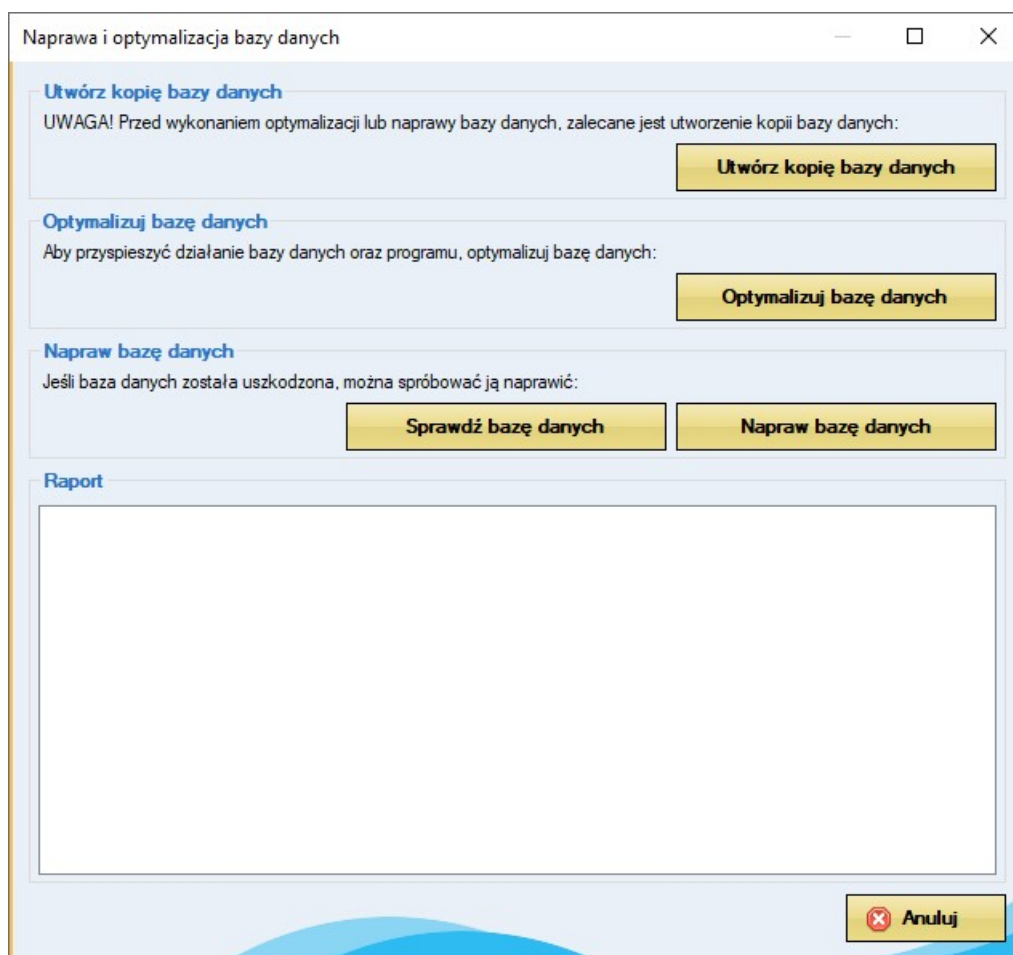 Naprawa i optymalizacja bazy danych
Utwórz kopię bazy danych
UWAGA! Przed wykonaniem optymalizacji lub naprawy bazy danych, zalecane jest utworzenie kopii bazy danych:
Utwórz kopię bazy danych
Optymalizuj bazę danych
Aby przyspieszyć działanie bazy danych oraz programu, optymalizuj bazę danych:
Optymalizuj bazę danych
Napraw bazę danych
Jeśli baza danych została uszkodzona, można spróbować ją naprawić:
Sprawdź bazę danych Napraw bazę danych
Raport
Anuluj